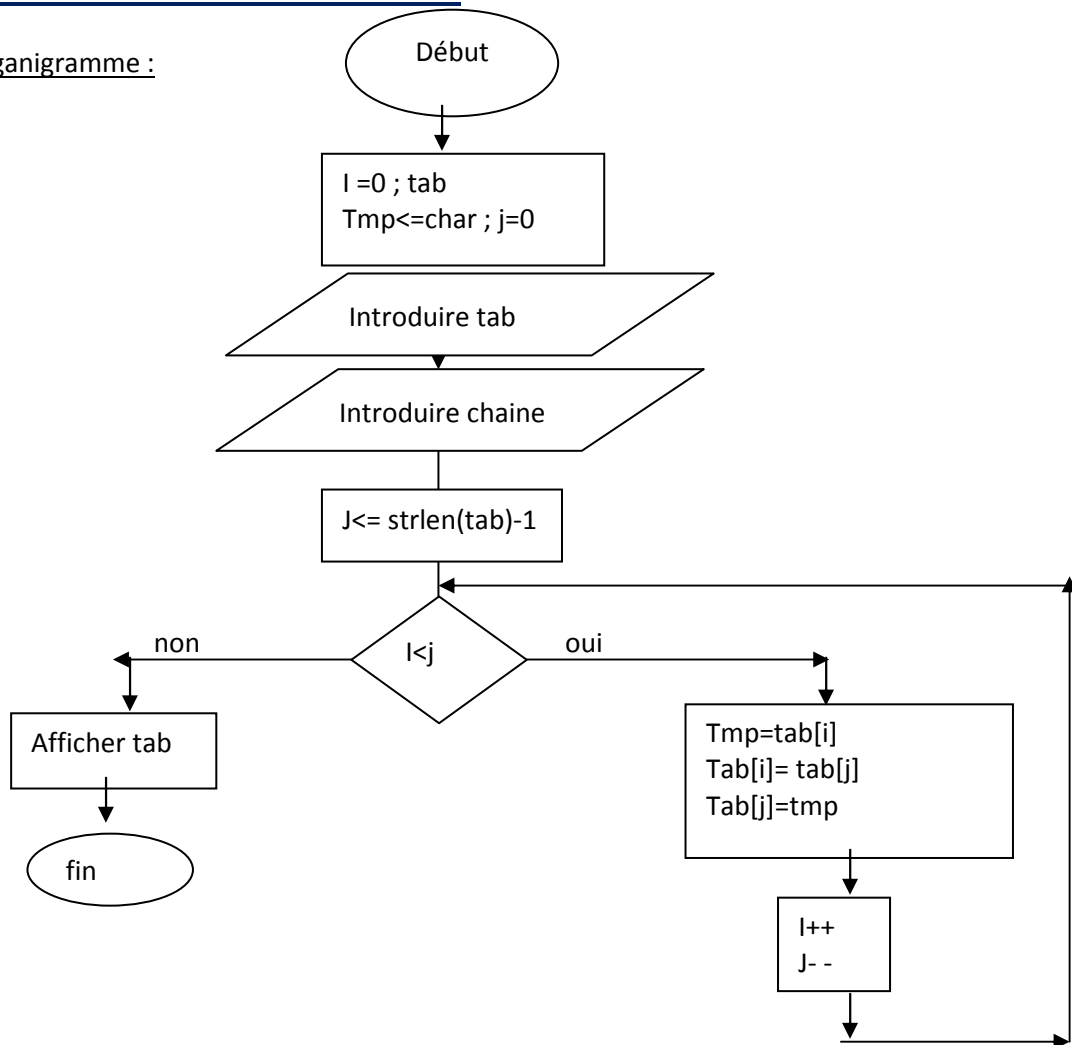 ganigramme :
Début
I =0 ; tab
Tmp<=char ; j=0
Introduire tab
Introduire chaine
J<= strlen(tab)-1
I<j
non
oui
Afficher tab
fin
Tmp=tab[i]
Tab[i]= tab[j]
Tab[j]=tmp
I++
J- -